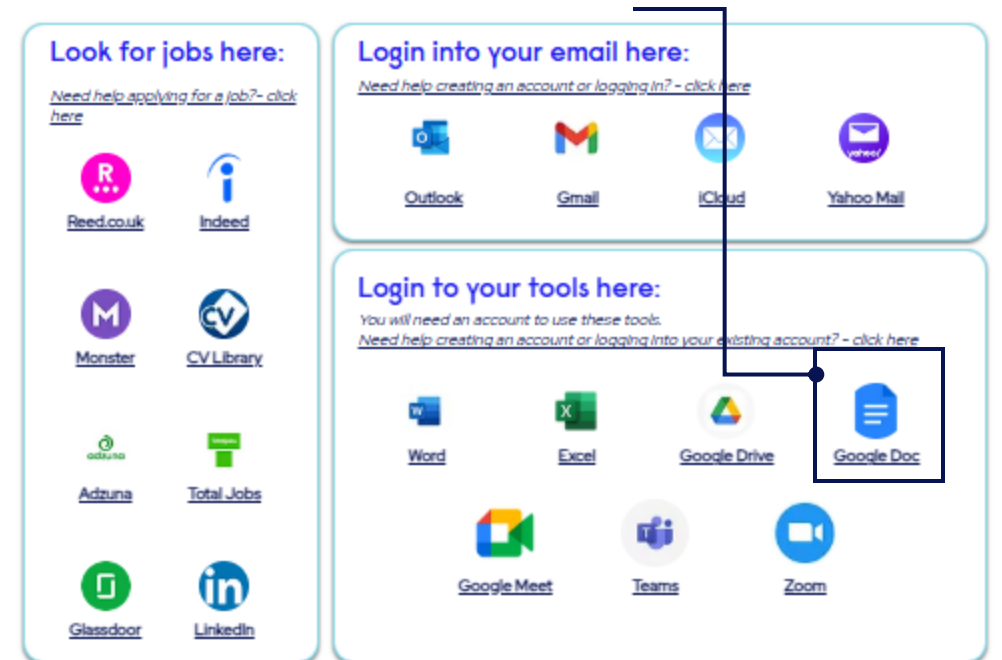 Look for jobs here:
Need help applying for a job?- click
here
R
Reed.co.uk
Indeed
M
Monster
CV
CV Library
adzuna
Adzuna
Total Jobs
Glassdoor
in
LinkedIn
Login into your email here:
Need help creating an account or logging in? - click here
O
Outlook
Gmail
iCloud
yahoo!
Yahoo Mail
Login to your tools here:
You will need an account to use these tools.
Need help creating an account or logging into your existing account? - click here
W
Word
X
Excel
Google Drive
Google Doc
Google Meet
T
Teams
Zoom